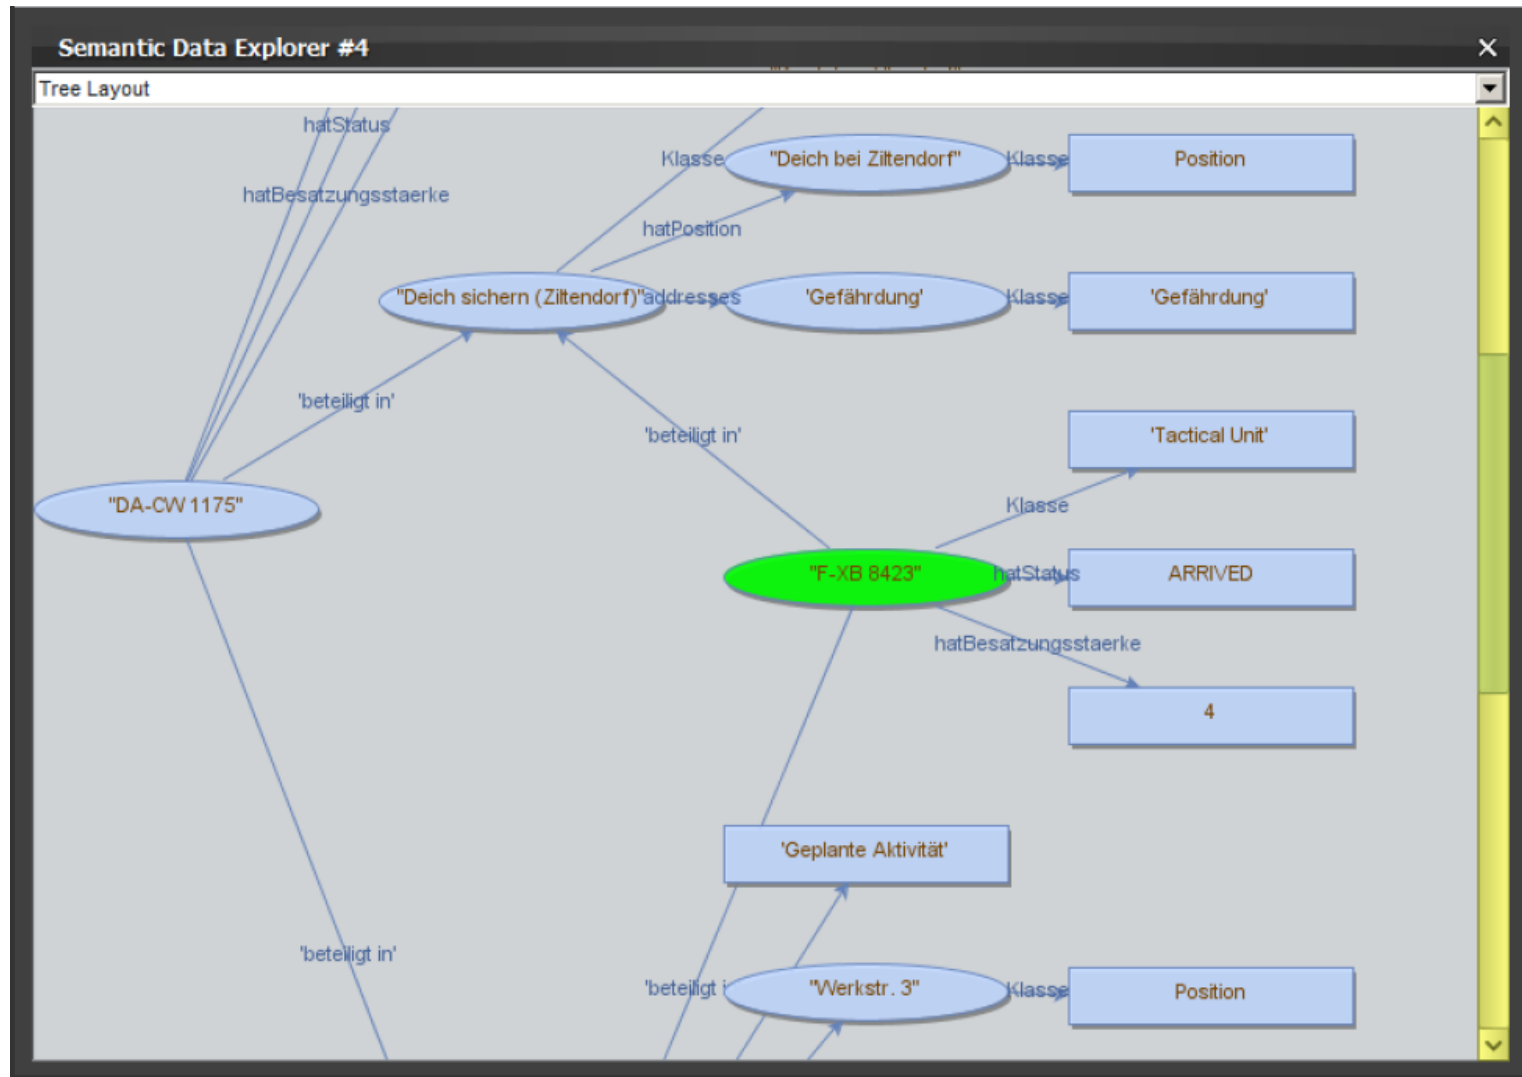 Semantic Data Explorer #4
Tree Layout
hatStatus
Klasse
"Deich bei Ziltendorf"
Klasse
Position
hatBesatzungsstaerke
hatPosition
"Deich sichern (Ziltendorf)"
addresses
'Gefährdung'
Klasse
'Gefährdung'
'beteiligt in'
'beteiligt in'
'Tactical Unit'
"DA-CW 1175"
Klasse
"F-XB 8423"
hatStatus
ARRIVED
hatBesatzungsstaerke
4
'Geplante Aktivität'
'beteiligt in'
'beteiligt i
"Werkstr. 3"
Klasse
Position